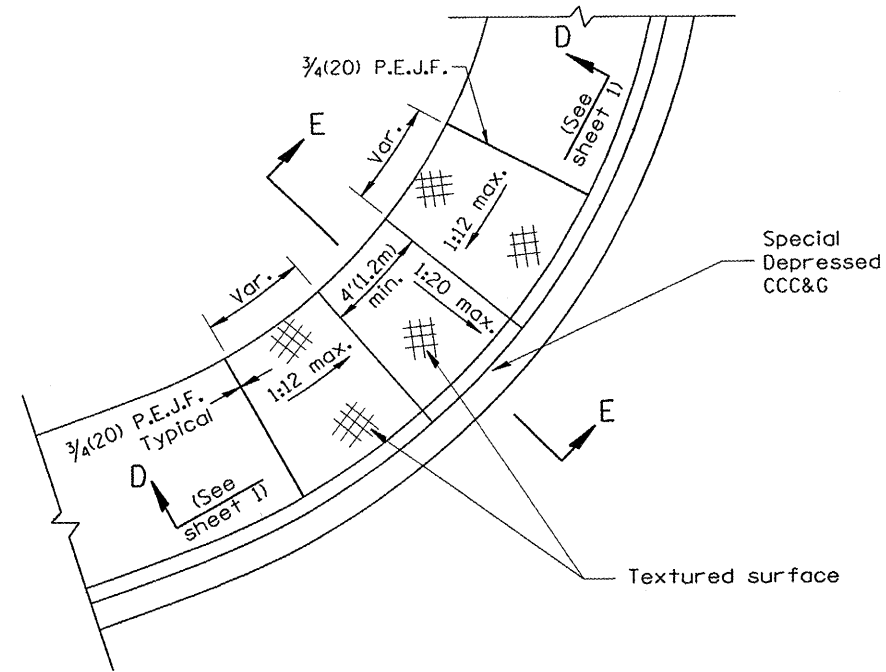 D
¾(20) P.E.J.F.
(See
sheet 1)
E
Var.
1:12 max.
Special
Depressed
CCC&G
4'(1.2m)
min.
1:20 max.
Var.
1:12 max.
¾(20) P.E.J.F.
Typical
E
D
(See
sheet 1)
Textured surface